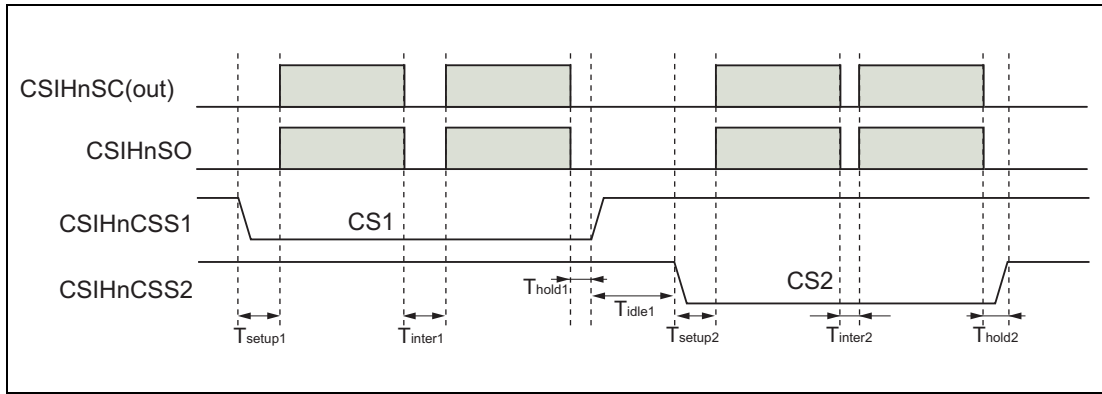 CSIHnSC(out)
CSIHnSO
CSIHnCSS1
CS1
CSIHnCSS2
CS2
Thold1
Tidle1
Tsetup1
Tinter1
Tsetup2
Tinter2
Thold2